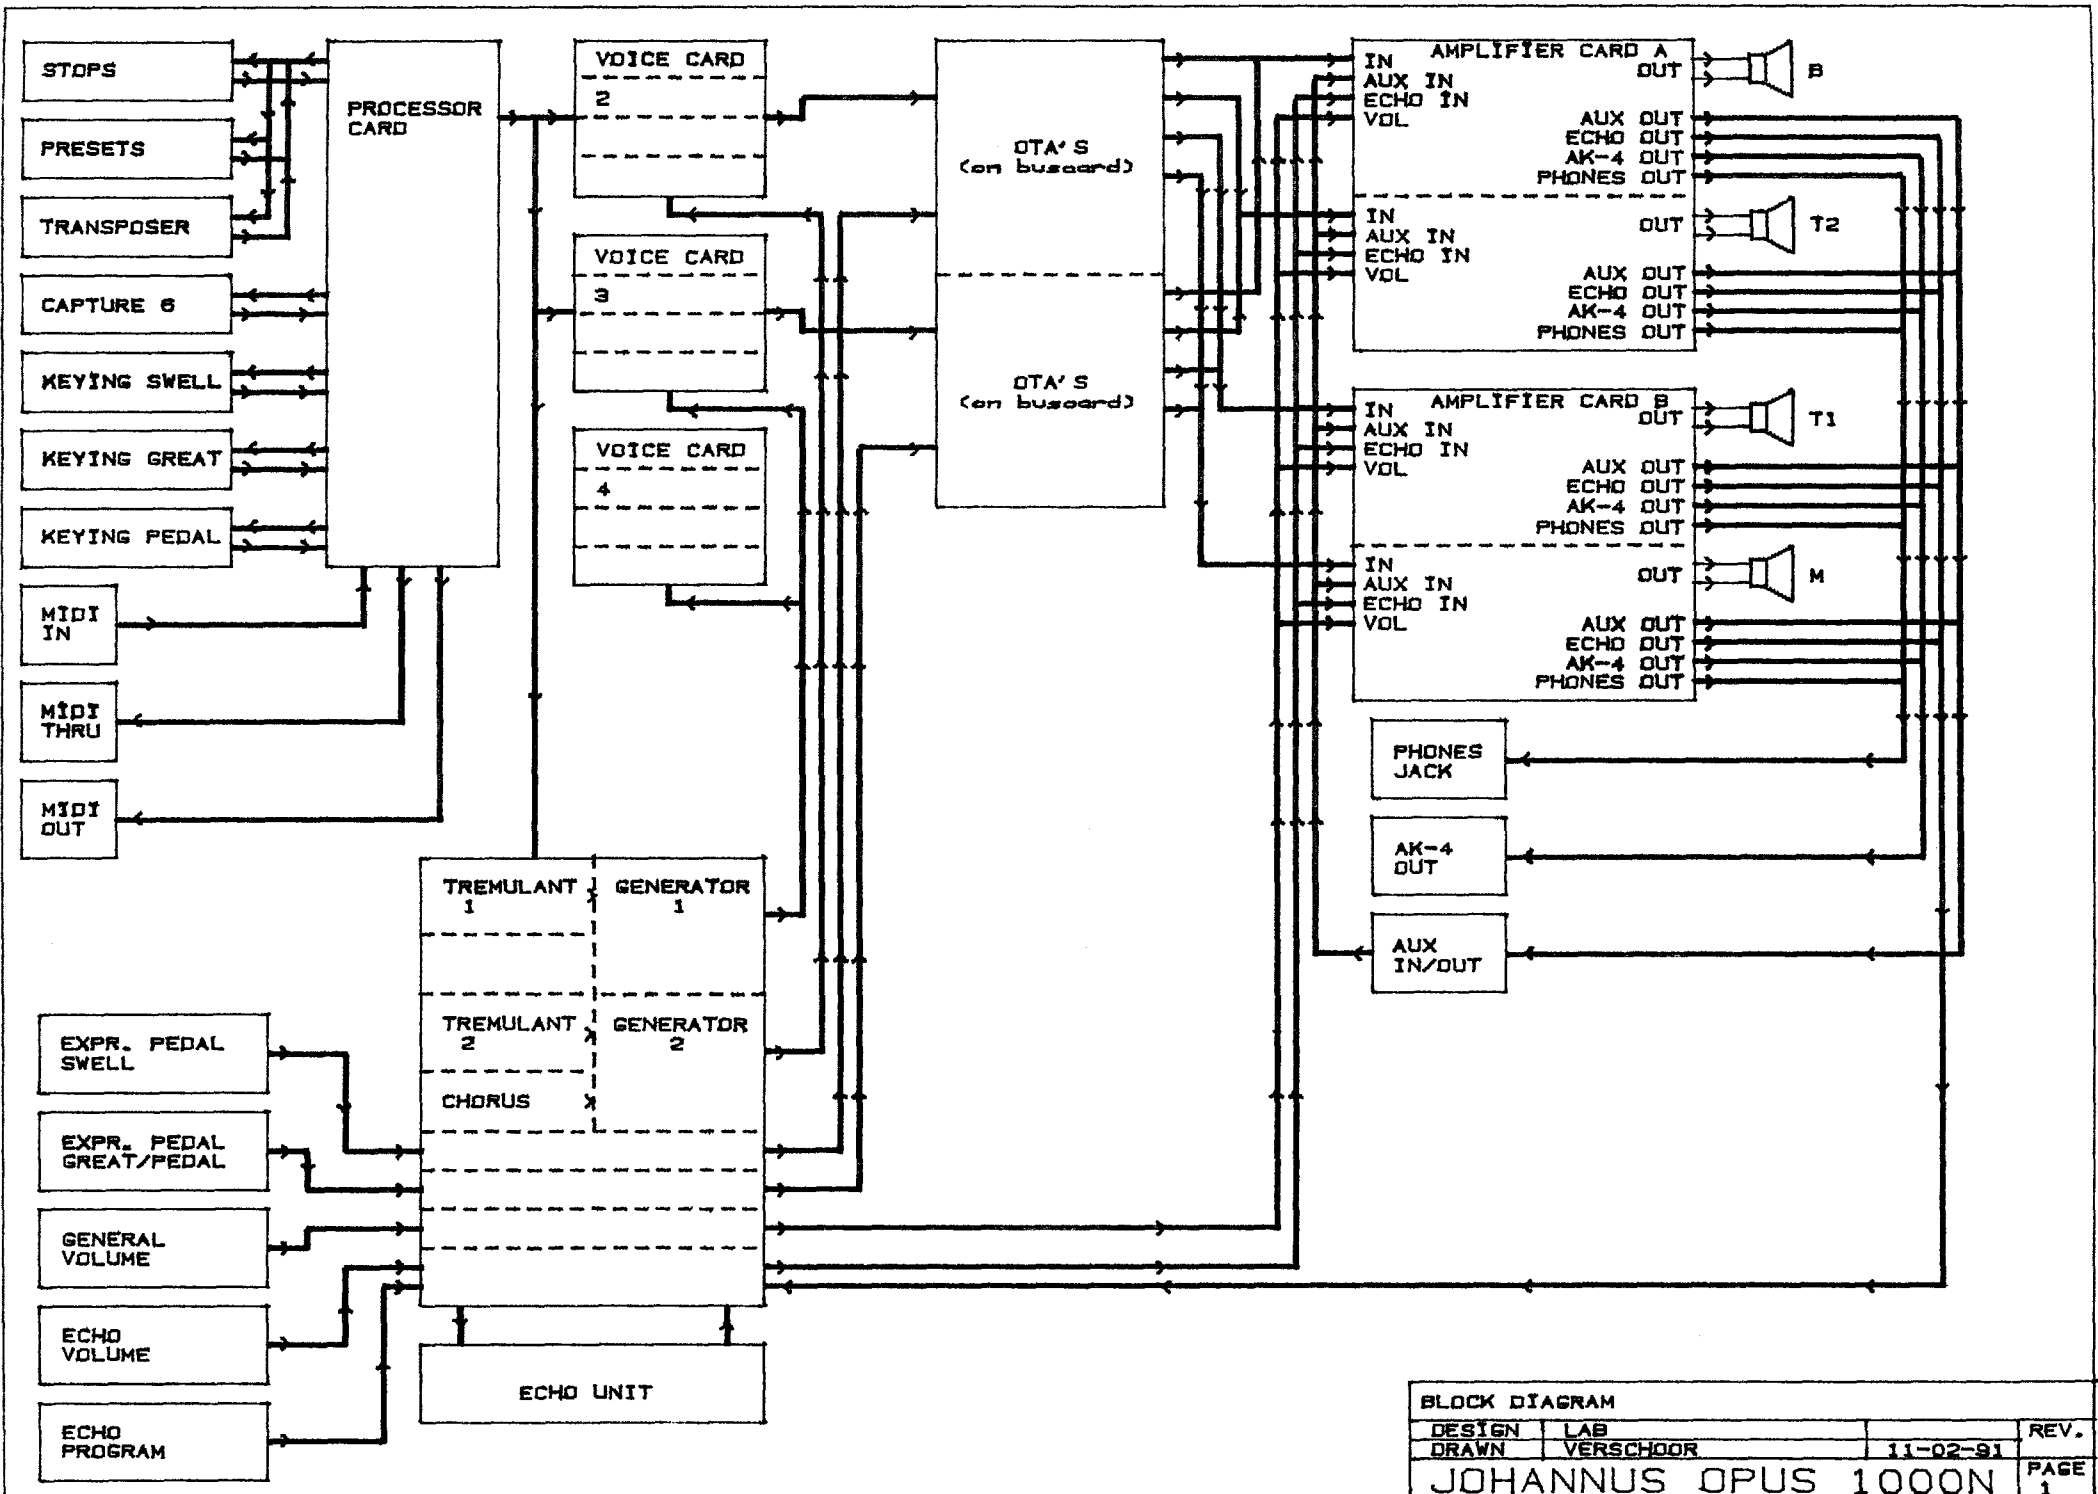 STOPS
PRESETS
TRANSPOSER
CAPTURE 6
KEYING SWELL
KEYING GREAT
KEYING PEDAL
MIDI
IN
MIDI
THRU
MIDI
OUT
PROCESSOR
CARD
VOICE CARD
2
VOICE CARD
3
VOICE CARD
4
OTA'S
(on buscard)
OTA'S
(on buscard)
AMPLIFIER CARD A
IN
AUX IN
ECHO IN
VOL
OUT
B
AUX OUT
ECHO OUT
AK-4 OUT
PHONES OUT
IN
AUX IN
ECHO IN
VOL
OUT
T2
AUX OUT
ECHO OUT
AK-4 OUT
PHONES OUT
AMPLIFIER CARD B
IN
AUX IN
ECHO IN
VOL
OUT
T1
AUX OUT
ECHO OUT
AK-4 OUT
PHONES OUT
IN
AUX IN
ECHO IN
VOL
OUT
M
AUX OUT
ECHO OUT
AK-4 OUT
PHONES OUT
PHONES
JACK
AK-4
OUT
AUX
IN/OUT
TREMULANT
1
GENERATOR
1
TREMULANT
2
GENERATOR
2
CHORUS
EXPR. PEDAL
SWELL
EXPR. PEDAL
GREAT/PEDAL
GENERAL
VOLUME
ECHO
VOLUME
ECHO
PROGRAM
ECHO UNIT
BLOCK DIAGRAM
DESIGN LAB REV.
DRAWN VERSCHOOR 11-02-91
JOHANNUS OPUS 1000N PAGE
1